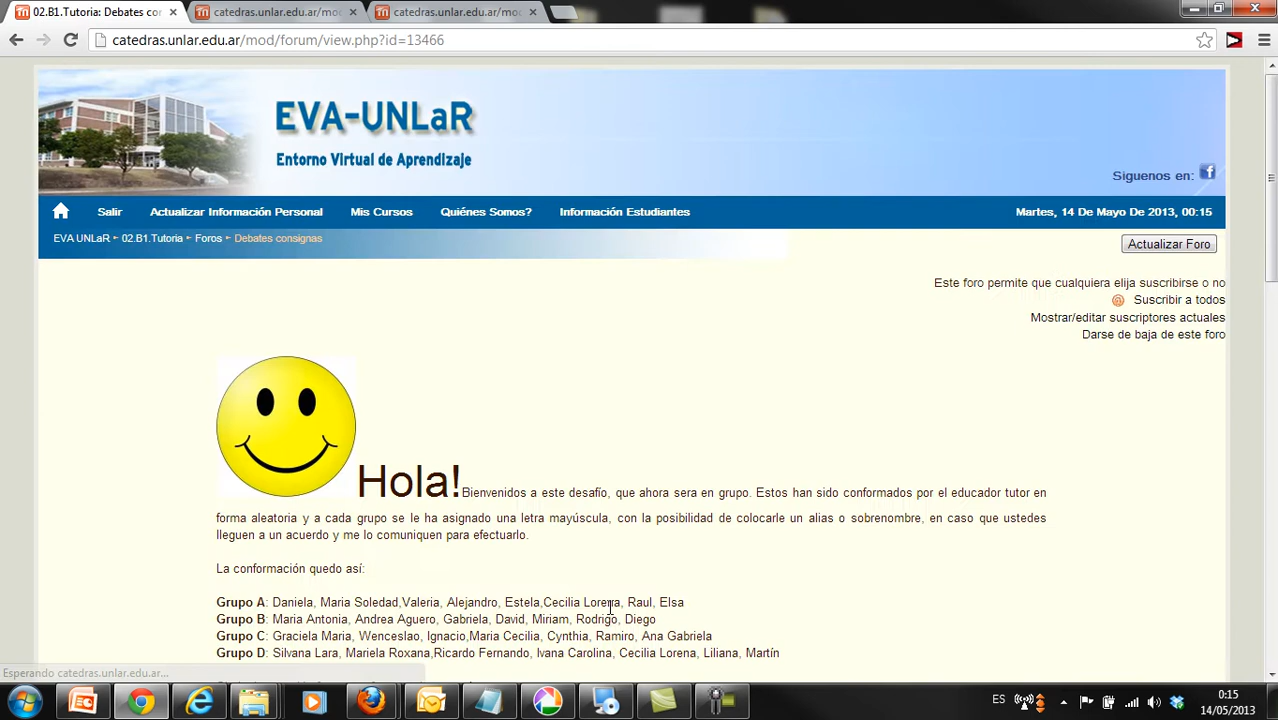 02.B1.Tutoria: Debates con
catedras.unlar.edu.ar/mod
catedras.unlar.edu.ar/mod
catedras.unlar.edu.ar/mod/forum/view.php?id=13466
EVA-UNLaR
Entorno Virtual de Aprendizaje
Siguenos en:
Salir Actualizar Información Personal Mis Cursos Quiénes Somos? Información Estudiantes Martes, 14 De Mayo De 2013, 00:15
EVA UNLaR ► 02.B1.Tutoria ► Foros ► Debates consignas
Actualizar Foro
Este foro permite que cualquiera elija suscribirse o no
Suscribir a todos
Mostrar/editar suscriptores actuales
Darse de baja de este foro
Hola! Bienvenidos a este desafío, que ahora sera en grupo. Estos han sido conformados por el educador tutor en
forma aleatoria y a cada grupo se le ha asignado una letra mayúscula, con la posibilidad de colocarle un alias o sobrenombre, en caso que ustedes
lleguen a un acuerdo y me lo comuniquen para efectuarlo.
La conformación quedo así:
Grupo A: Daniela, Maria Soledad,Valeria, Alejandro, Estela,Cecilia Lorena, Raul, Elsa
Grupo B: Maria Antonia, Andrea Aguero, Gabriela, David, Miriam, Rodrigo, Diego
Grupo C: Graciela Maria, Wenceslao, Ignacio,Maria Cecilia, Cynthia, Ramiro, Ana Gabriela
Grupo D: Silvana Lara, Mariela Roxana,Ricardo Fernando, Ivana Carolina, Cecilia Lorena, Liliana, Martín
Esperando catedras.unlar.edu.ar...
ES
0:15
14/05/2013